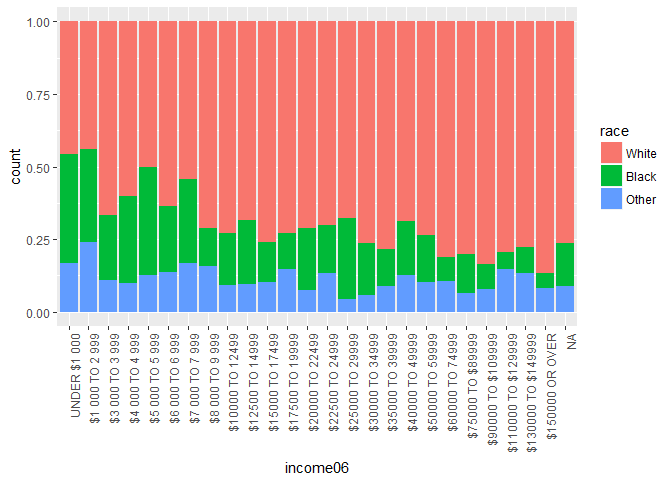 1.00
0.75
0.50
0.25
0.00
count
UNDER $1 000
$1 000 TO 2 999
$3 000 TO 3 999
$4 000 TO 4 999
$5 000 TO 5 999
$6 000 TO 6 999
$7 000 TO 7 999
$8 000 TO 9 999
$10000 TO 12499
$12500 TO 14999
$15000 TO 17499
$17500 TO 19999
$20000 TO 22499
$22500 TO 24999
$25000 TO 29999
$30000 TO 34999
$35000 TO 39999
$40000 TO 49999
$50000 TO 59999
$60000 TO 74999
$75000 TO $89999
$90000 TO $109999
$110000 TO $129999
$130000 TO $149999
$150000 OR OVER
NA
income06
race
White
Black
Other